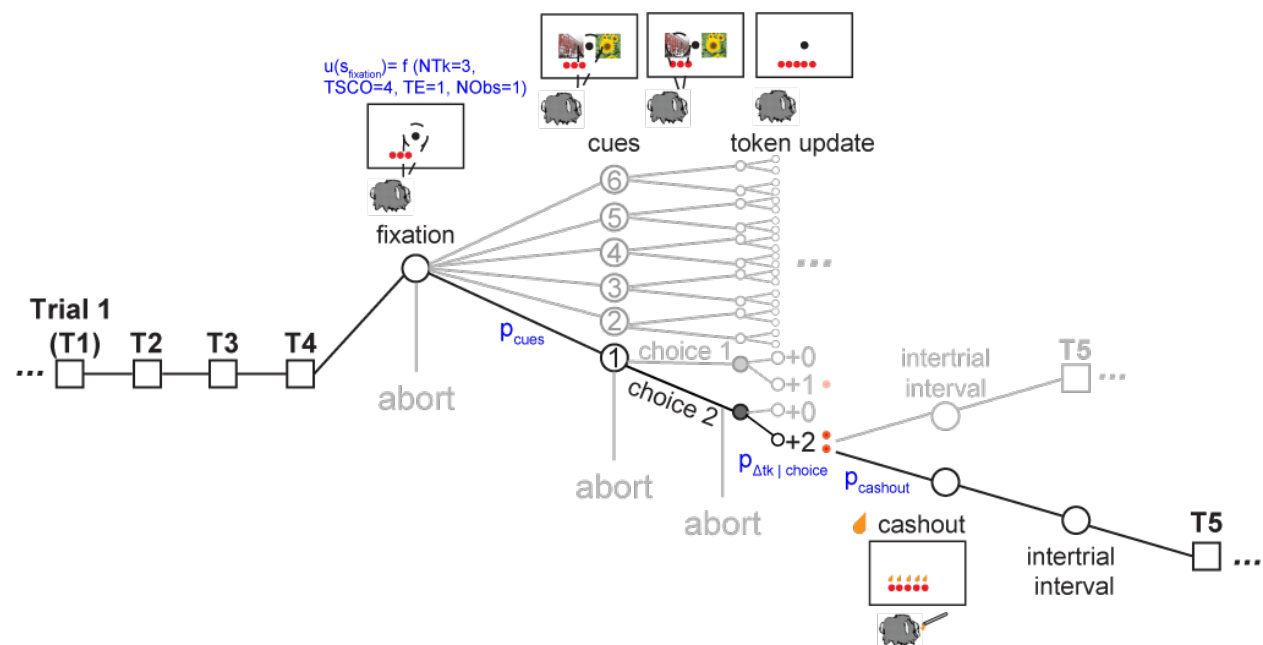 u(s_fixation)= f (NTk=3,
TSCO=4, TE=1, NObs=1)
cues
token update
fixation
6
5
4
3
2
1
...
Trial 1
(T1)
T2
T3
T4
...
abort
p_cues
choice 1
choice 2
+0
+1
+0
+2
abort
abort
p_Δtk | choice
p_cashout
intertrial
interval
T5
...
cashout
intertrial
interval
T5
...